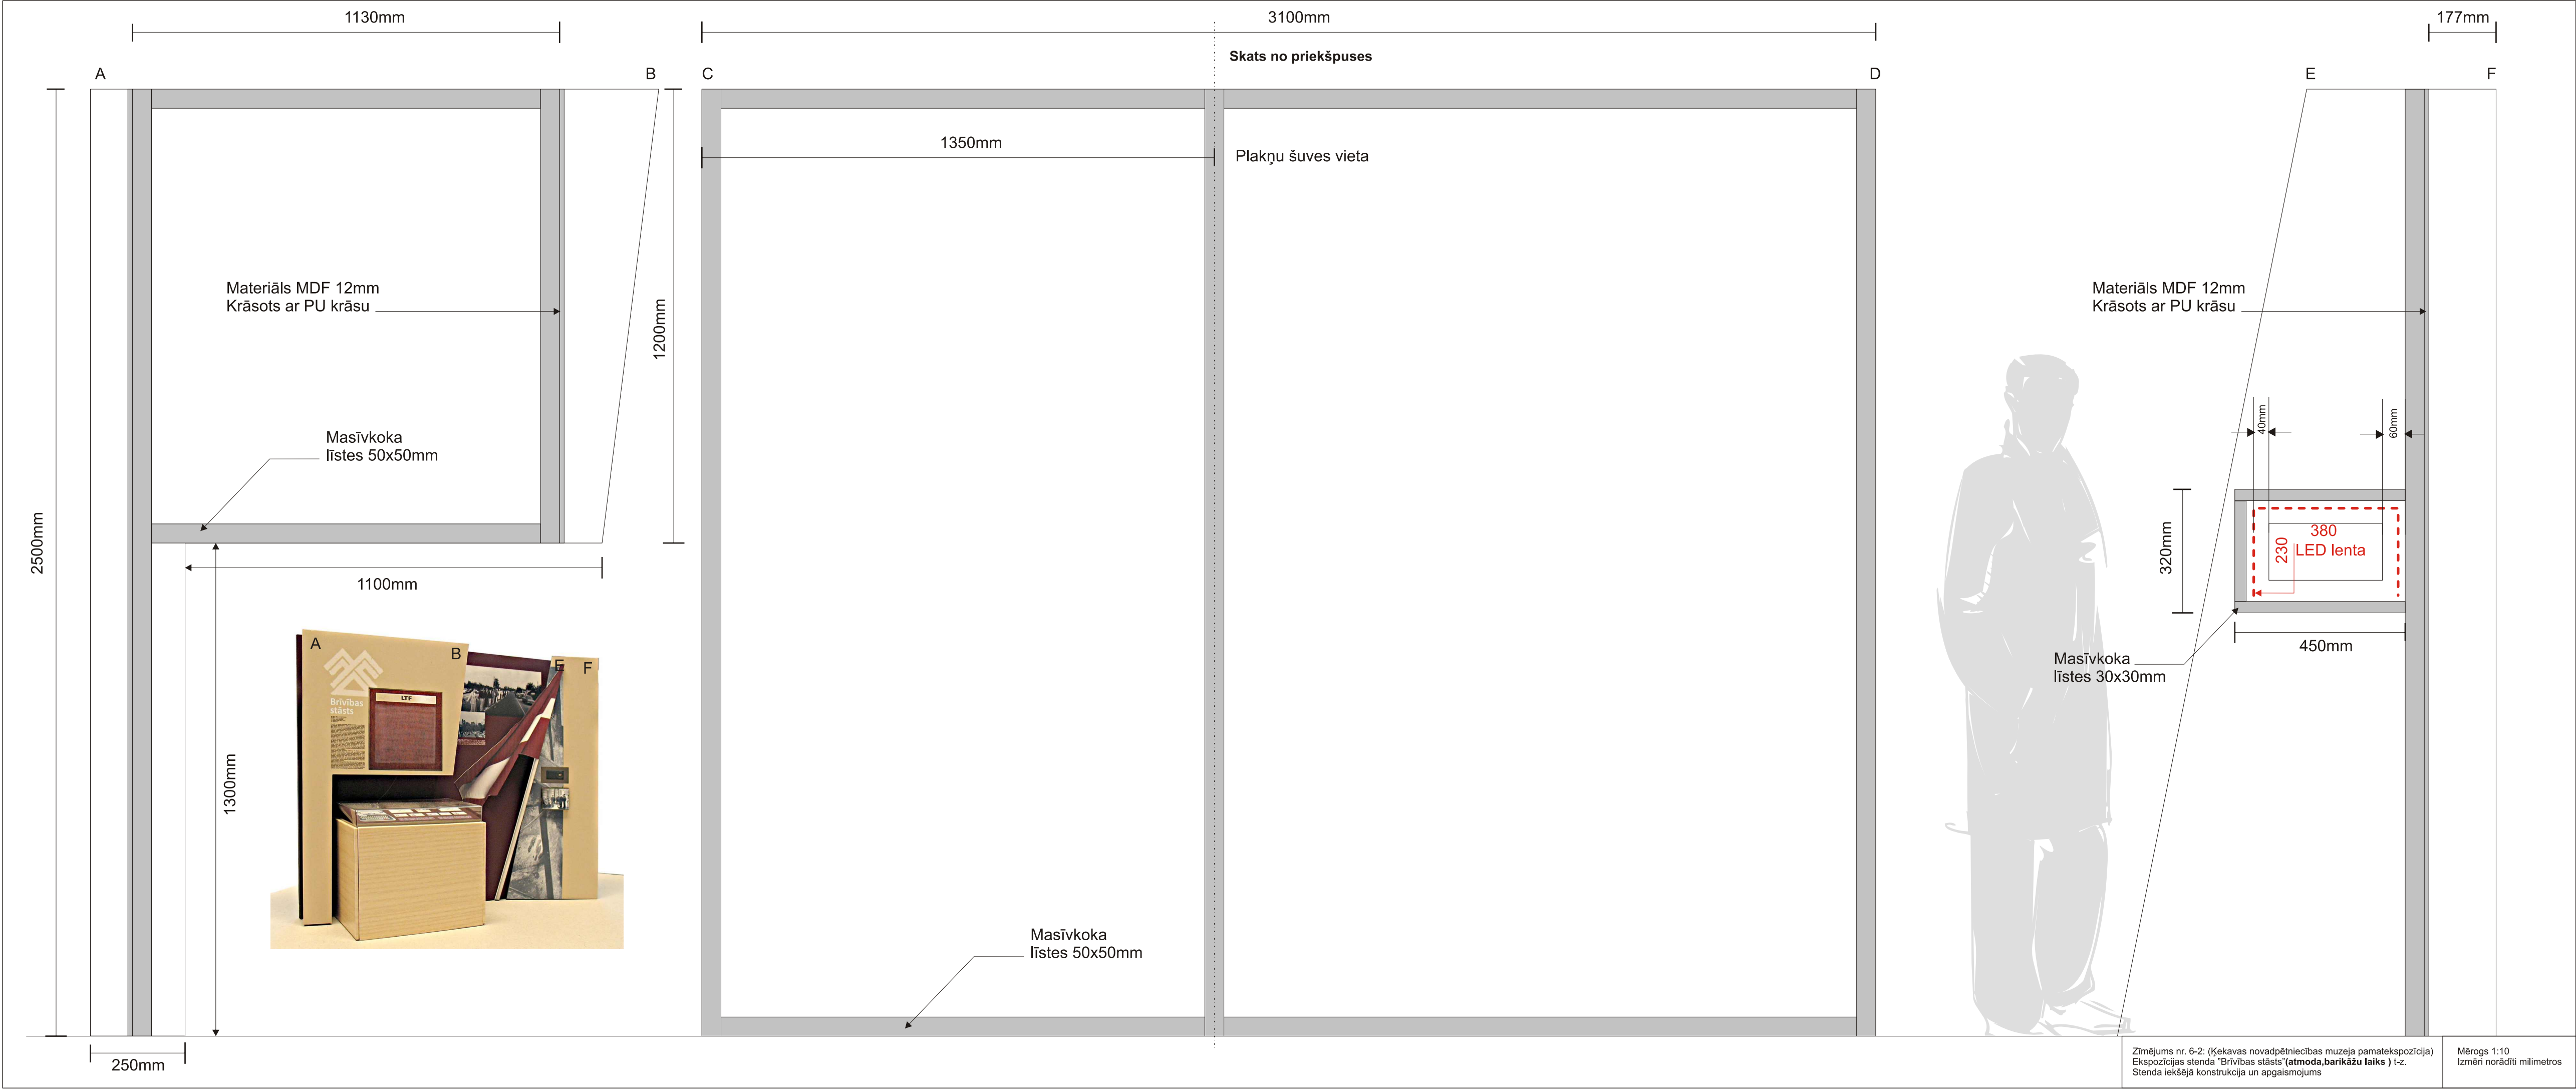 1130mm
3100mm
177mm
Skats no priekšpuses
A
B
C
D
E
F
1350mm
Plakņu šuves vieta
Materiāls MDF 12mm
Krāsots ar PU krāsu
1200mm
Materiāls MDF 12mm
Krāsots ar PU krāsu
Masīvkoka
līstes 50x50mm
40mm
60mm
2500mm
320mm
380
230
LED lenta
1100mm
450mm
Masīvkoka
līstes 30x30mm
A
B
E
F
LTF
Brīvības
stāsts
1300mm
Masīvkoka
līstes 50x50mm
250mm
Zīmējums nr. 6-2: (Ķekavas novadpētniecības muzeja pamatekspozīcija)
Ekspozīcijas stenda "Brīvības stāsts"(atmoda,barikāžu laiks ) t-z.
Stenda iekšējā konstrukcija un apgaismojums
Mērogs 1:10
Izmēri norādīti milimetros